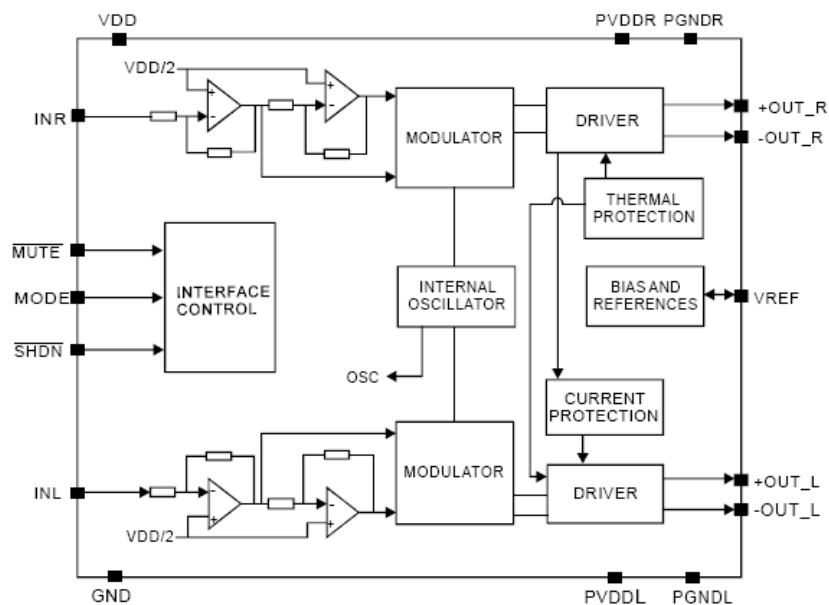 VDD
PVDDR
PGNDR
VDD/2
+
-
+
-
INR
MODULATOR
DRIVER
+OUT_R
-OUT_R
THERMAL
PROTECTION
MUTE
MODE
SHDN
INTERFACE
CONTROL
INTERNAL
OSCILLATOR
BIAS AND
REFERENCES
VREF
OSC
CURRENT
PROTECTION
MODULATOR
DRIVER
+OUT_L
-OUT_L
INL
-
+
-
+
VDD/2
GND
PVDDL
PGNDL